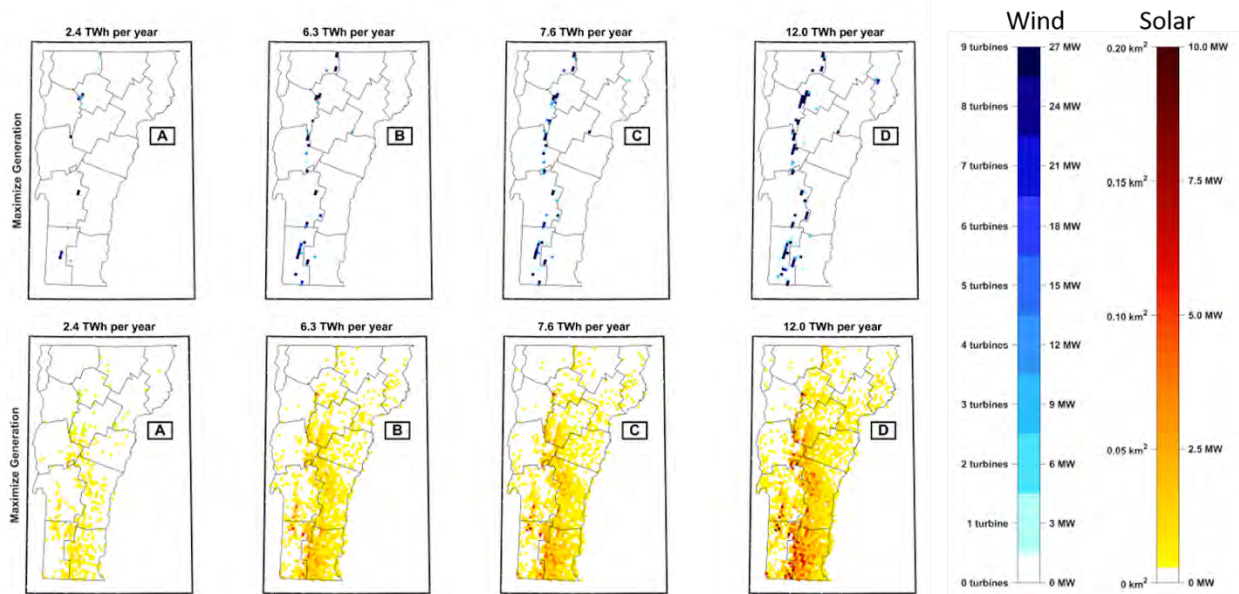 Wind Solar
2.4 TWh per year 6.3 TWh per year 7.6 TWh per year 12.0 TWh per year
Maximize Generation
A B C D
2.4 TWh per year 6.3 TWh per year 7.6 TWh per year 12.0 TWh per year
Maximize Generation
A B C D
9 turbines 27 MW
8 turbines 24 MW
7 turbines 21 MW
6 turbines 18 MW
5 turbines 15 MW
4 turbines 12 MW
3 turbines 9 MW
2 turbines 6 MW
1 turbine 3 MW
0 turbines 0 MW
0.20 km² 10.0 MW
0.15 km² 7.5 MW
0.10 km² 5.0 MW
0.05 km² 2.5 MW
0 km² 0 MW